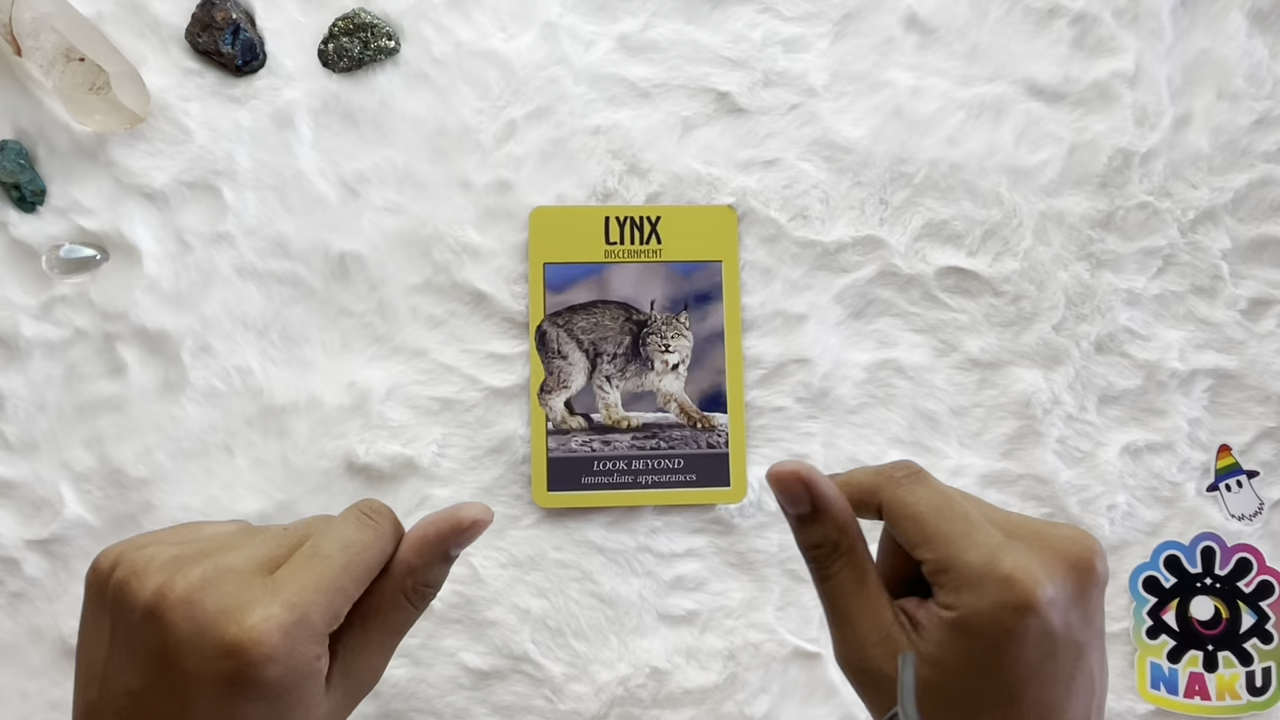 LYNX
DISCERNMENT
LOOK BEYOND
immediate appearances
NAKU